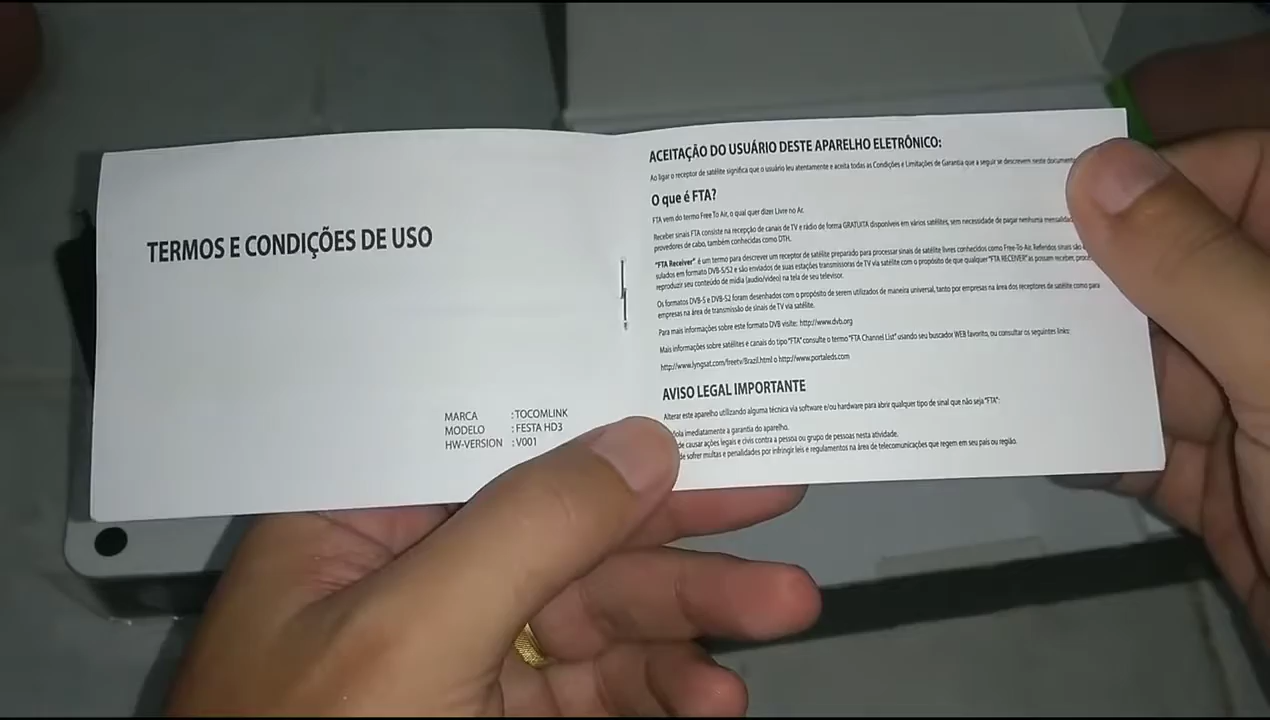 TERMOS E CONDIÇÕES DE USO
MARCA : TOCOMLINK
MODELO : FESTA HD3
HW-VERSION : V001
ACEITAÇÃO DO USUÁRIO DESTE APARELHO ELETRÔNICO:
Ao ligar o receptor de satélite significa que o usuário leu atentamente e aceita todas as Condições e Limitações de Garantia que a seguir se descrevem neste documento
O que é FTA?
FTA vem do termo Free To Air, o qual quer dizes Livre no Ar.
Receber sinais FTA consiste na recepção de canais de TV e rádio de forma GRATUITA disponíveis em vários satélites, sem necessidade de pagar nenhuma
provedores de cabo, também conhecidas como DTH.
"FTA Receiver" é um termo para descrever um receptor de satélite preparado para processar sinais de satélite livres conhecidos como Free-To-Air. Referidos sinais são
sulados em formato DVB-S/S2 e são enviados de suas estações transmissoras de TV via satélite com o propósito de que qualquer "FTA RECEIVER" as possam receber,
reproduzir seu conteúdo de mídia (audio/video) na tela de seu televisor.
Os formatos DVB-S e DVB-S2 foram desenhados com o propósito de serem utilizados de maneira universal, tanto por empresas na área dos receptores de satélite como para
empresas na área de transmissão de sinais de TV via satélite.
Para mais informações sobre este formato DVB visite: http://www.dvb.org
Mais informações sobre satélites e canais do tipo "FTA" consulte o termo "FTA Channel List" usando seu buscador WEB favorito, ou consultar os seguintes links:
http://www.lyngsat.com/freetv/Brazil.html o http://www.portaleds.com
AVISO LEGAL IMPORTANTE
Alterar este aparelho utilizando alguma técnica via software e/ou hardware para abrir qualquer tipo de sinal que não seja "FTA":
imediatamente a garantia do aparelho.
de causar ações legais e civis contra a pessoa ou grupo de pessoas nesta atividade.
de sofrer multas e penalidades por infringir leis e regulamentos na área de telecomunicações que regem em seu país ou região.